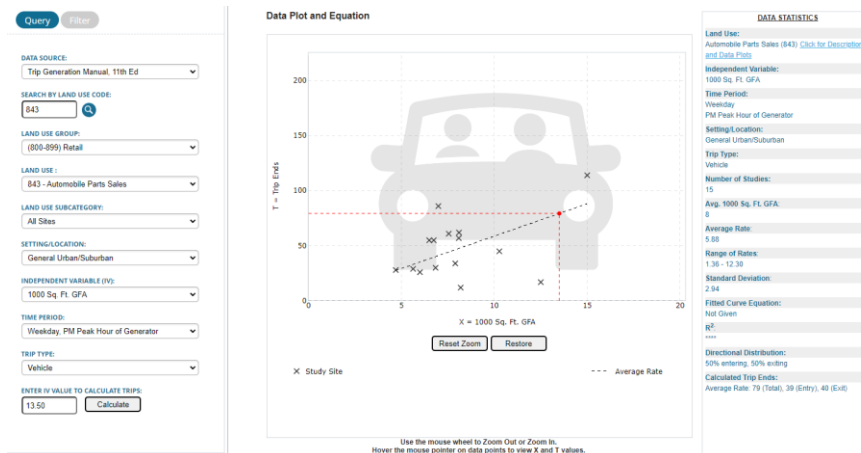 Query
Filter
DATA SOURCE:
Trip Generation Manual, 11th Ed
SEARCH BY LAND USE CODE:
843
LAND USE GROUP:
(800-899) Retail
LAND USE :
843 - Automobile Parts Sales
LAND USE SUBCATEGORY:
All Sites
SETTING/LOCATION:
General Urban/Suburban
INDEPENDENT VARIABLE (IV):
1000 Sq. Ft. GFA
TIME PERIOD:
Weekday, PM Peak Hour of Generator
TRIP TYPE:
Vehicle
ENTER IV VALUE TO CALCULATE TRIPS:
13.50
Calculate
Data Plot and Equation
T = Trip Ends
200
150
100
50
0
0
5
10
15
20
X = 1000 Sq. Ft. GFA
Reset Zoom
Restore
Study Site
Average Rate
Use the mouse wheel to Zoom Out or Zoom In.
Hover the mouse pointer on data points to view X and T values.
DATA STATISTICS
Land Use:
Automobile Parts Sales (843) Click for Description
and Data Plots
Independent Variable:
1000 Sq. Ft. GFA
Time Period:
Weekday
PM Peak Hour of Generator
Setting/Location:
General Urban/Suburban
Trip Type:
Vehicle
Number of Studies:
15
Avg. 1000 Sq. Ft. GFA:
8
Average Rate:
5.88
Range of Rates:
1.36 - 12.30
Standard Deviation:
2.94
Fitted Curve Equation:
Not Given
R²:
****
Directional Distribution:
50% entering, 50% exiting
Calculated Trip Ends:
Average Rate: 79 (Total), 39 (Entry), 40 (Exit)